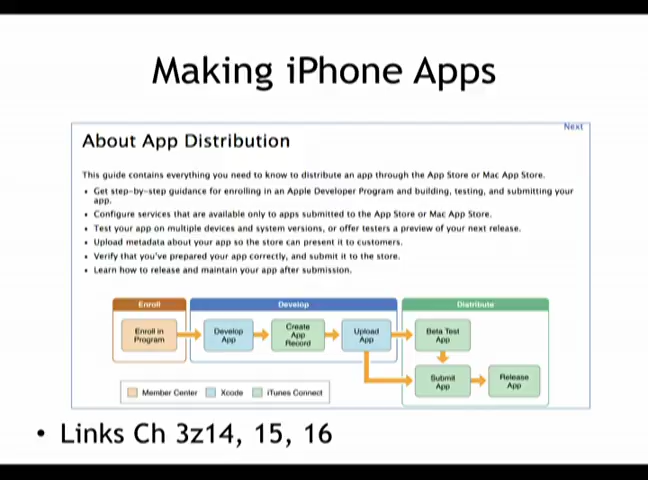 Making iPhone Apps
Next
About App Distribution
This guide contains everything you need to know to distribute an app through the App Store or Mac App Store.
• Get step-by-step guidance for enrolling in an Apple Developer Program and building, testing, and submitting your
app.
• Configure services that are available only to apps submitted to the App Store or Mac App Store.
• Test your app on multiple devices and system versions, or offer testers a preview of your next release.
• Upload metadata about your app so the store can present it to customers.
• Verify that you've prepared your app correctly, and submit it to the store.
• Learn how to release and maintain your app after submission.
Enroll
Develop
Distribute
Enroll in
Program
Develop
App
Create
App
Record
Upload
App
Beta Test
App
Submit
App
Release
App
Member Center
Xcode
iTunes Connect
• Links Ch 3z14, 15, 16